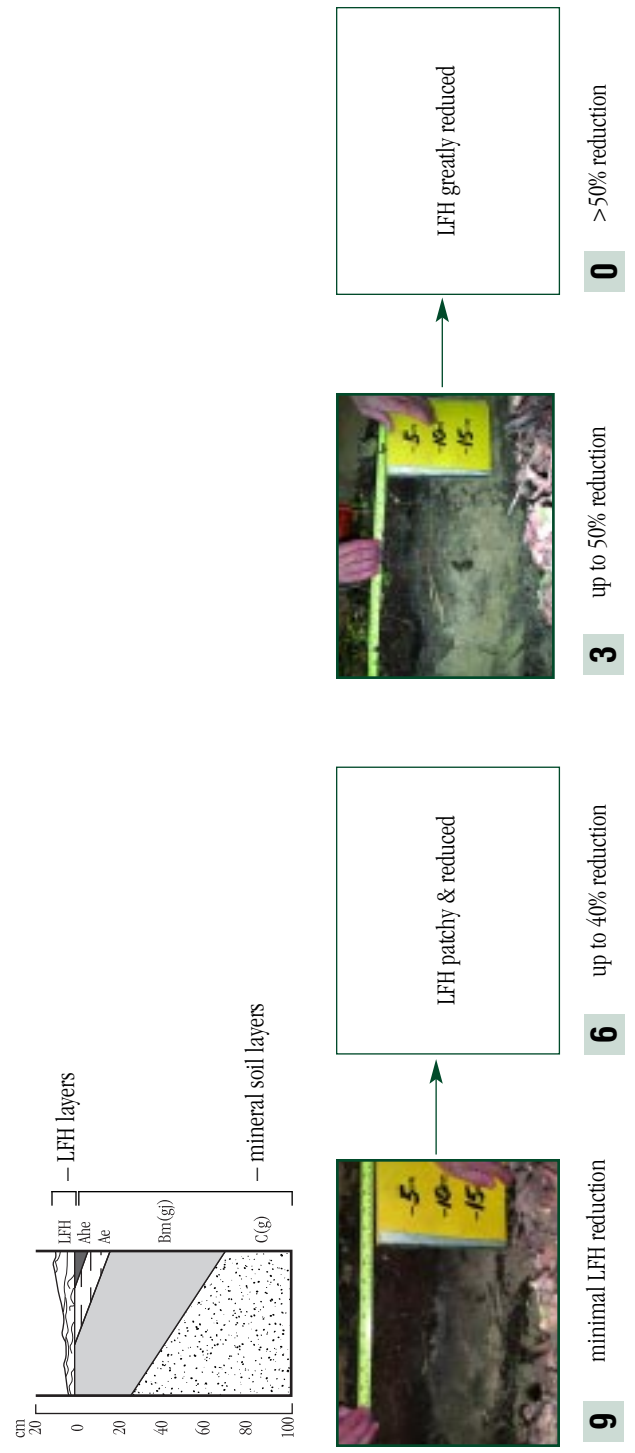 cm
20
0
20
40
60
80
100
LFH
Ahe
Ae
Bm(gj)
C(g)
– LFH layers
– mineral soil layers
-5
-10
-15
LFH patchy & reduced
-5
-10
-15
LFH greatly reduced
9 minimal LFH reduction
6 up to 40% reduction
3 up to 50% reduction
0 >50% reduction